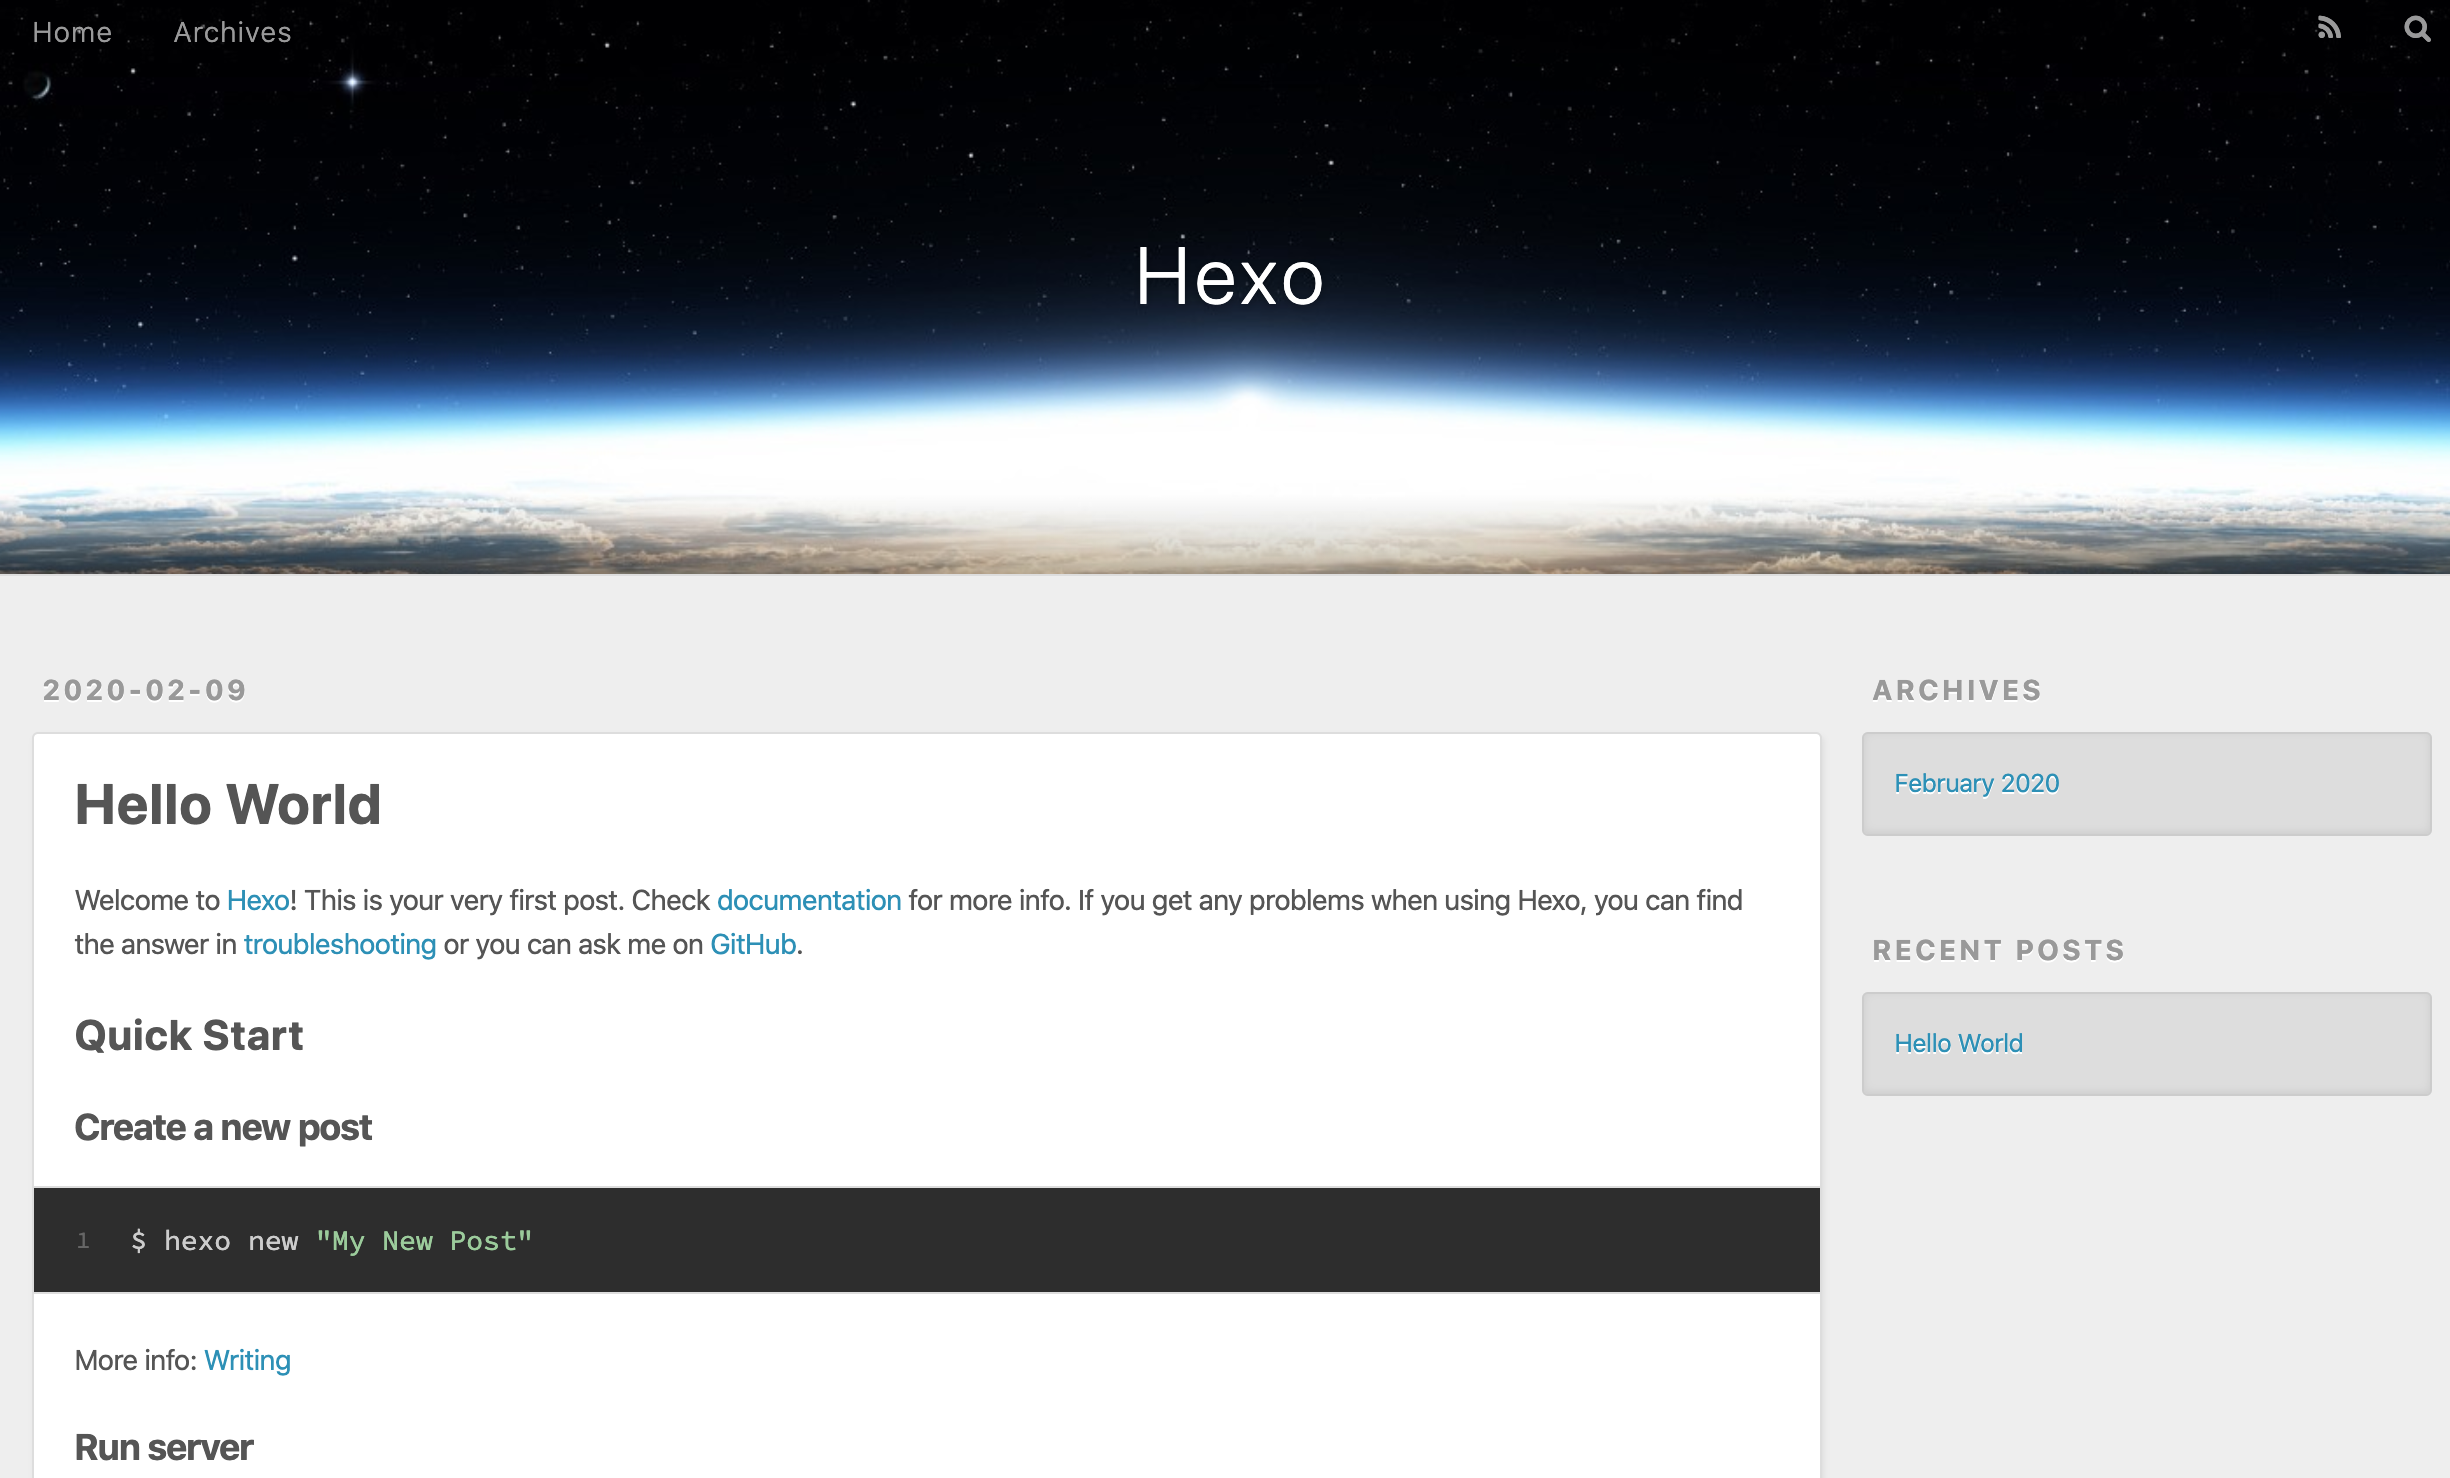 Home Archives
Hexo
2020-02-09
Hello World
Welcome to Hexo! This is your very first post. Check documentation for more info. If you get any problems when using Hexo, you can find
the answer in troubleshooting or you can ask me on GitHub.
Quick Start
Create a new post
1 $ hexo new "My New Post"
More info: Writing
Run server
ARCHIVES
February 2020
RECENT POSTS
Hello World